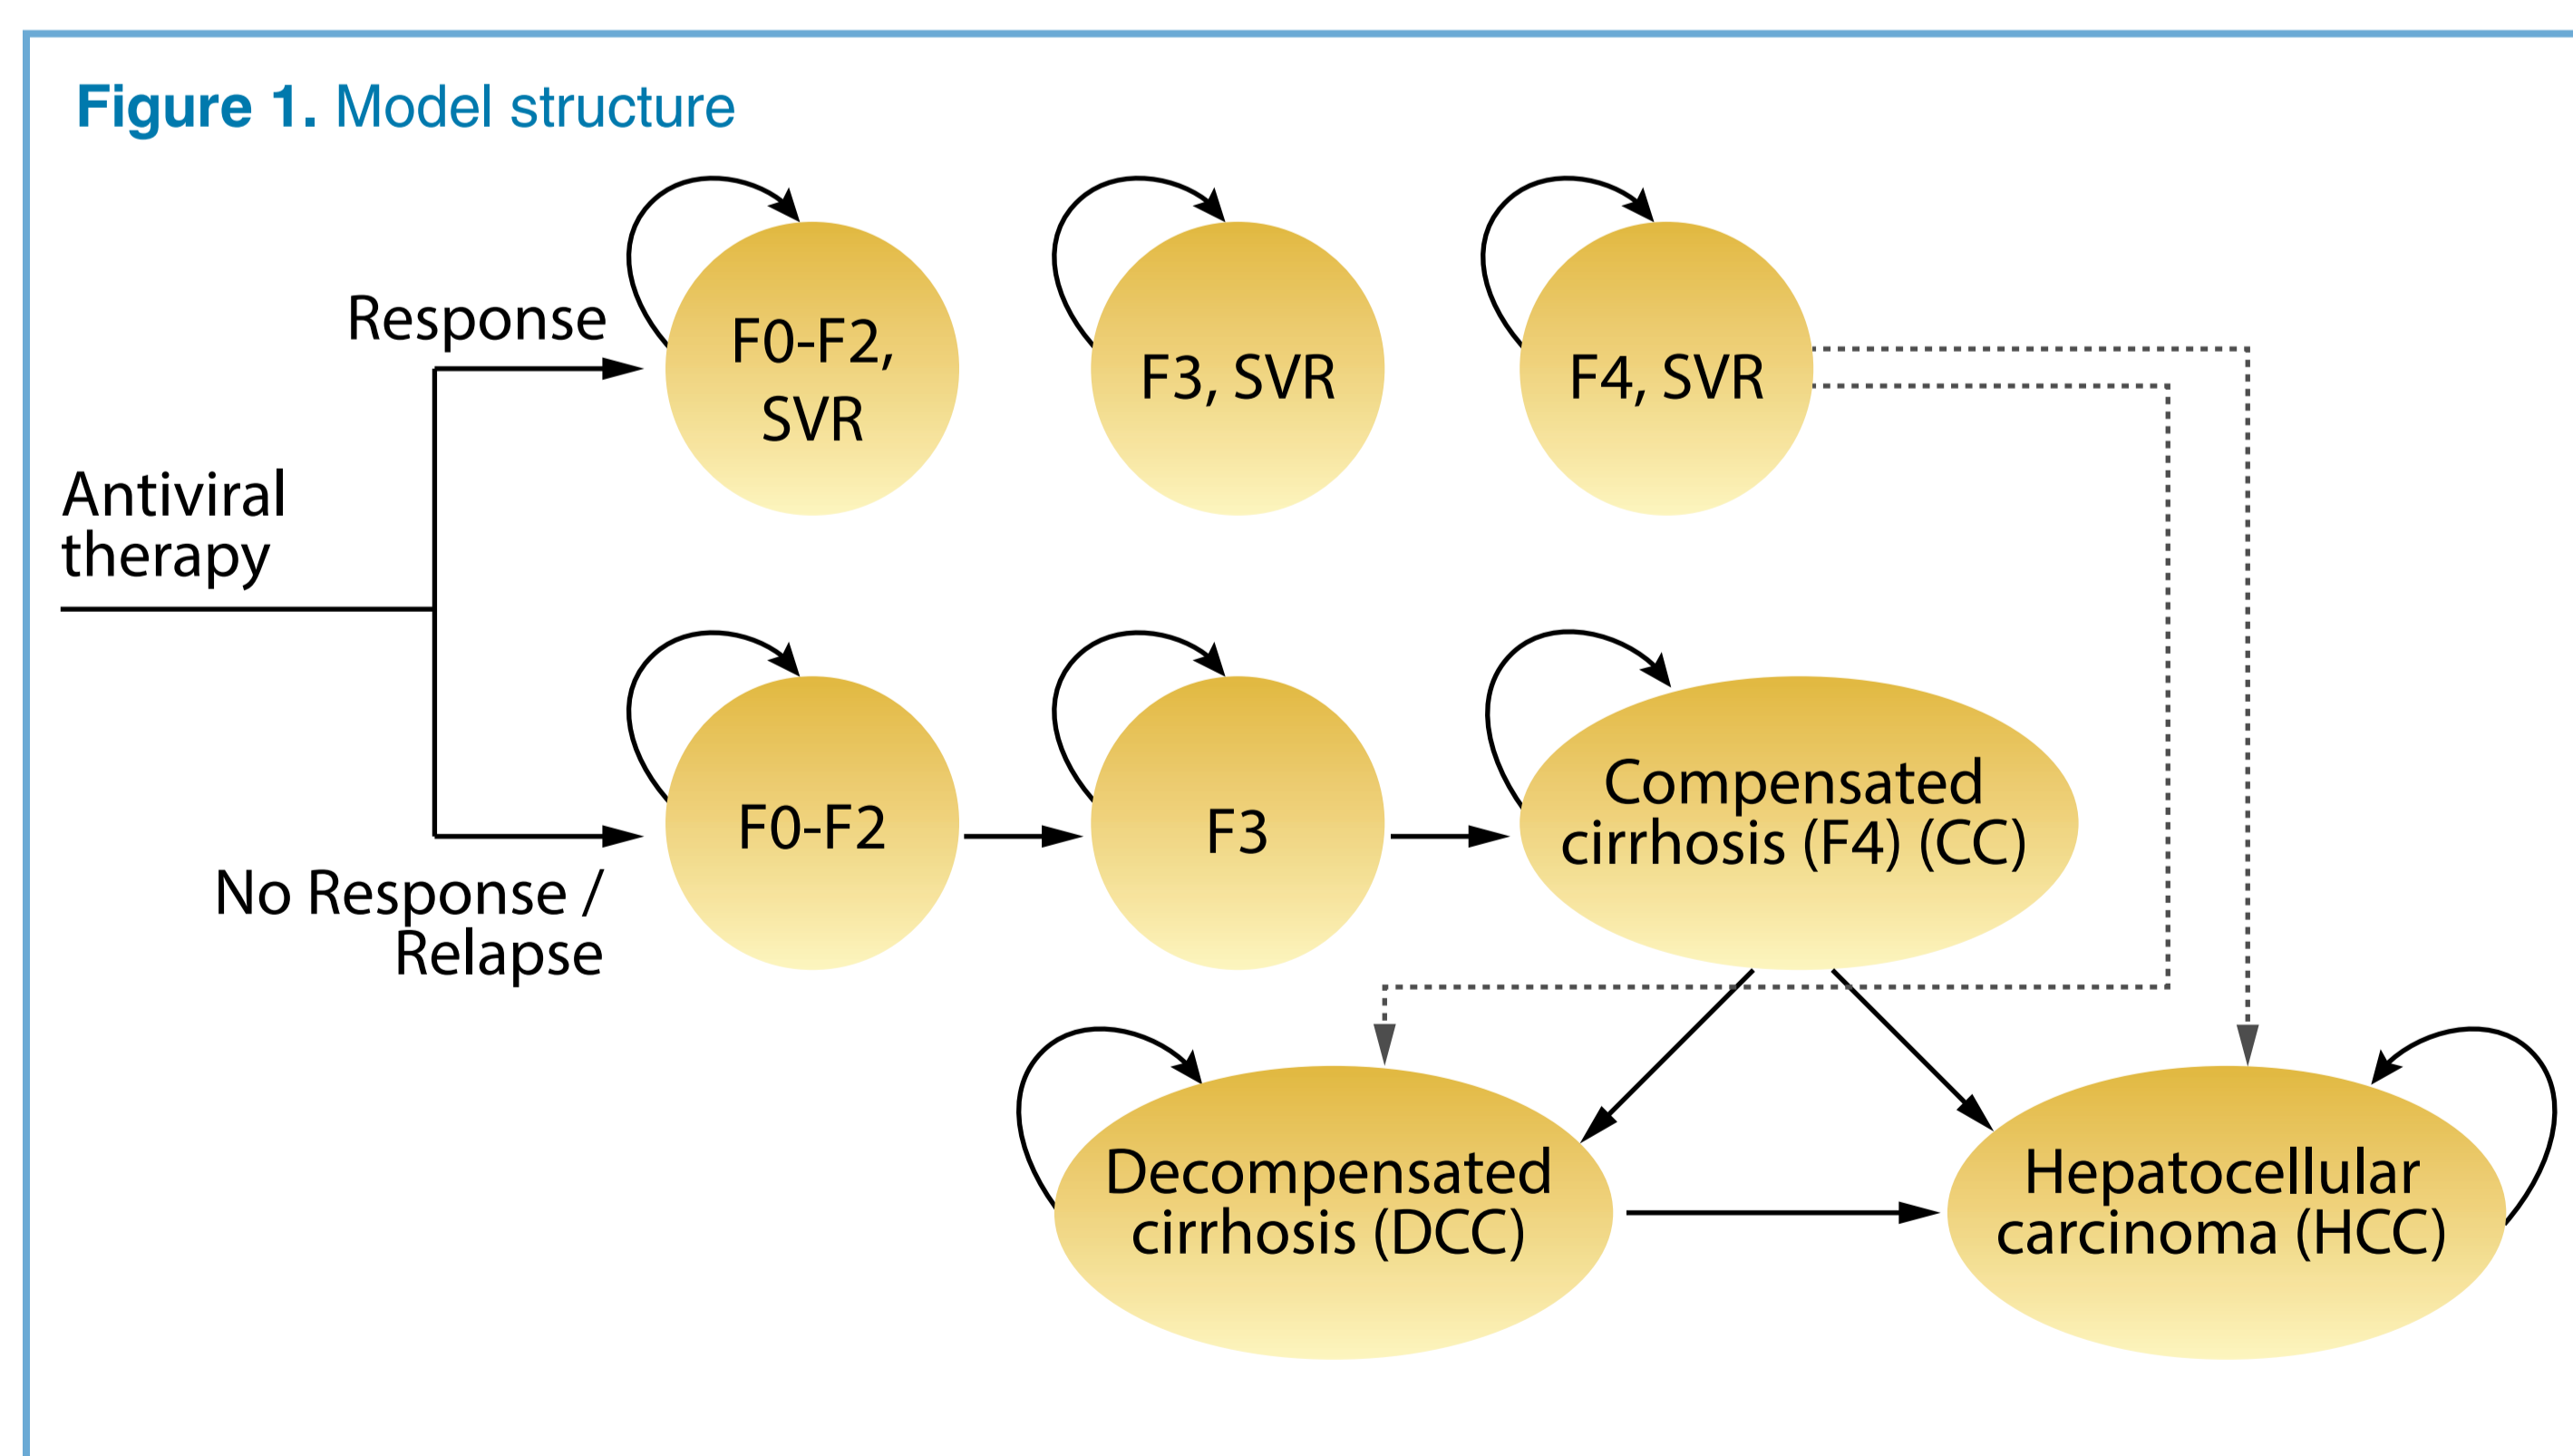 Figure 1. Model structure
Response
F0-F2,
SVR
F3, SVR
F4, SVR
Antiviral
therapy
No Response /
Relapse
F0-F2
F3
Compensated
cirrhosis (F4) (CC)
Decompensated
cirrhosis (DCC)
Hepatocellular
carcinoma (HCC)